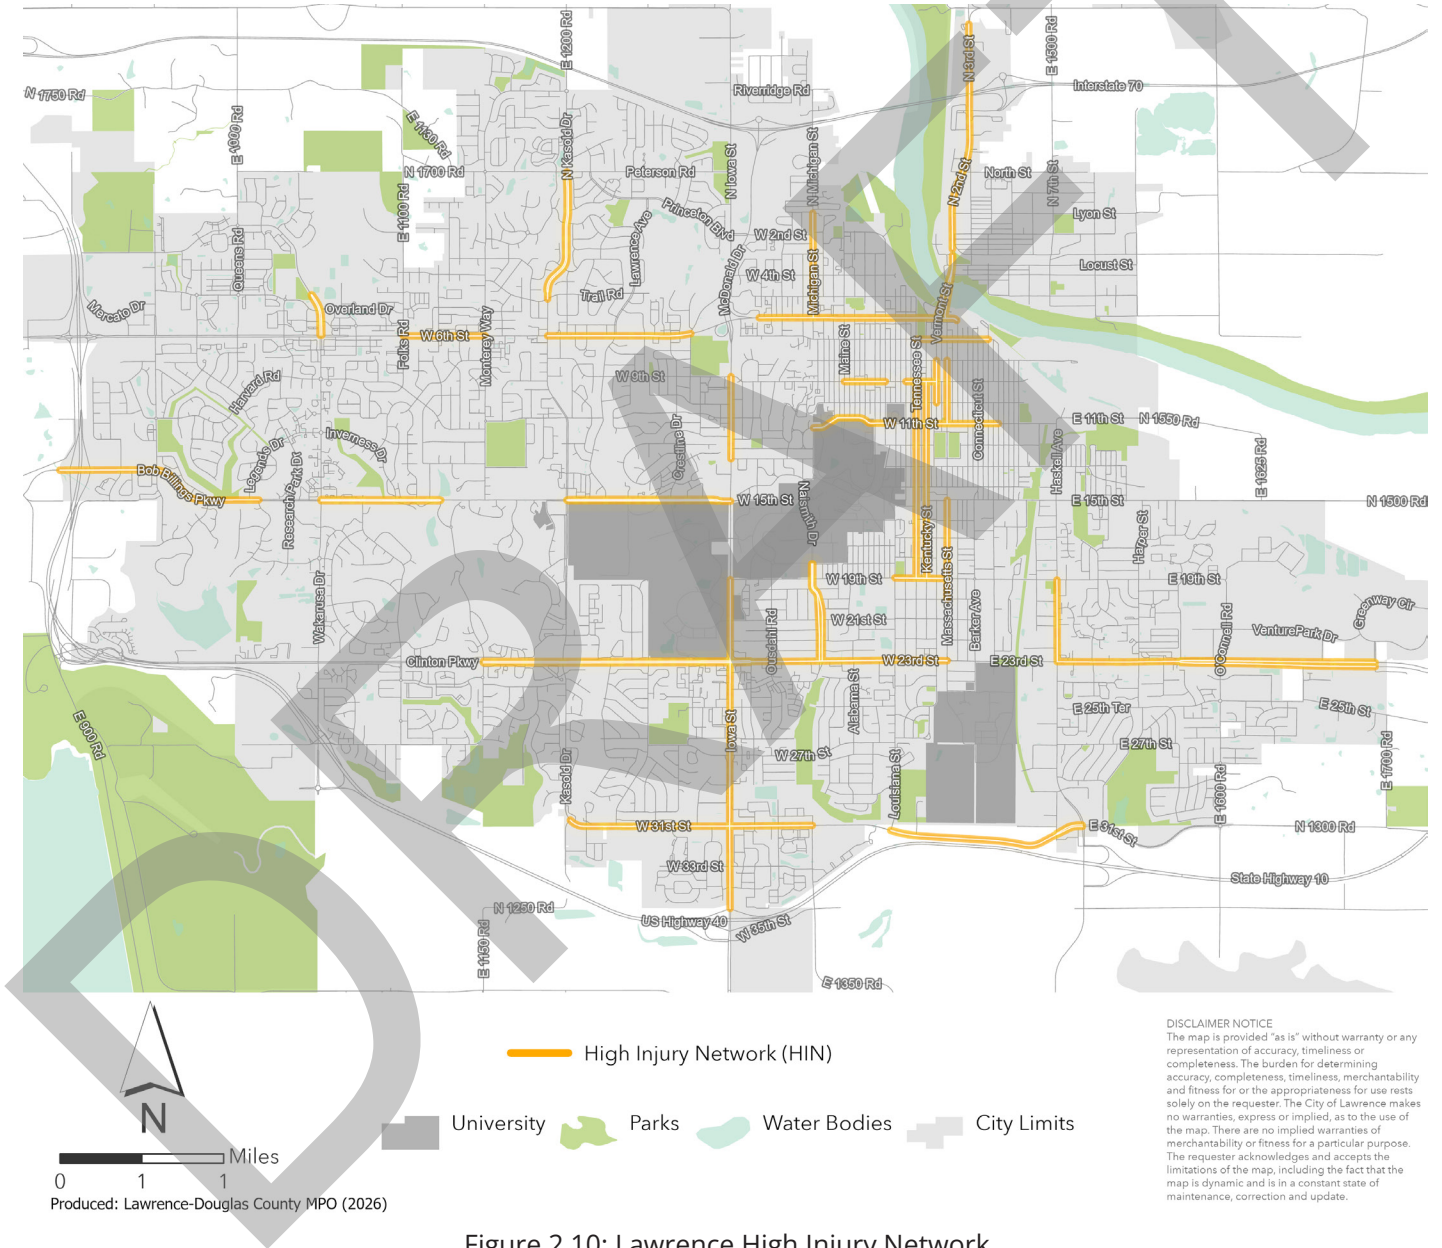 E 1200 Rd
N 3rd St
E 1500 Rd
Interstate 70
N 1750 Rd
Riverridge Rd
E 1000 Rd
E 1130 Rd
N Kasold Dr
N Michigan St
N 1700 Rd
Peterson Rd
N Iowa St
North St
N 7th St
N 2nd St
E 1100 Rd
Princeton Blvd
Lawrence Ave
Lyon St
W 2nd St
Queens Rd
McDonald Dr
W 4th St
Michigan St
Locust St
Mercato Dr
Overland Dr
Trail Rd
Vermont St
Folks Rd
W 6th St
Monterey Way
Maine St
Tennessee St
W 9th St
Harvard Rd
Connecticut St
Crestline Dr
W 11th St
E 11th St
N 1550 Rd
Inverness Dr
Legends Dr
Haskell Ave
E 1625 Rd
Bob Billings Pkwy
Research Park Dr
W 15th St
Naismith Dr
E 15th St
N 1500 Rd
Kentucky St
Harper St
Massachusetts St
W 19th St
E 19th St
Wakarusa Dr
Ousdahl Rd
W 21st St
Barker Ave
O'Connell Rd
VenturePark Dr
Greenway Cir
Clinton Pkwy
W 23rd St
E 23rd St
Alabama St
E 900 Rd
Iowa St
E 25th Ter
E 25th St
Kasold Dr
W 27th St
Louisiana St
E 27th St
E 1600 Rd
E 1700 Rd
W 31st St
E 31st St
N 1300 Rd
W 33rd St
State Highway 10
N 1250 Rd
US Highway 40
W 35th St
E 1150 Rd
E 1350 Rd
DRAFT
N
0 1 1 Miles
Produced: Lawrence-Douglas County MPO (2026)
High Injury Network (HIN)
University
Parks
Water Bodies
City Limits
DISCLAIMER NOTICE
The map is provided "as is" without warranty or any
representation of accuracy, timeliness or
completeness. The burden for determining
accuracy, completeness, timeliness, merchantability
and fitness for or the appropriateness for use rests
solely on the requester. The City of Lawrence makes
no warranties, express or implied, as to the use of
the map. There are no implied warranties of
merchantability or fitness for a particular purpose.
The requester acknowledges and accepts the
limitations of the map, including the fact that the
map is dynamic and is in a constant state of
maintenance, correction and update.
Figure 2.10: Lawrence High Injury Network